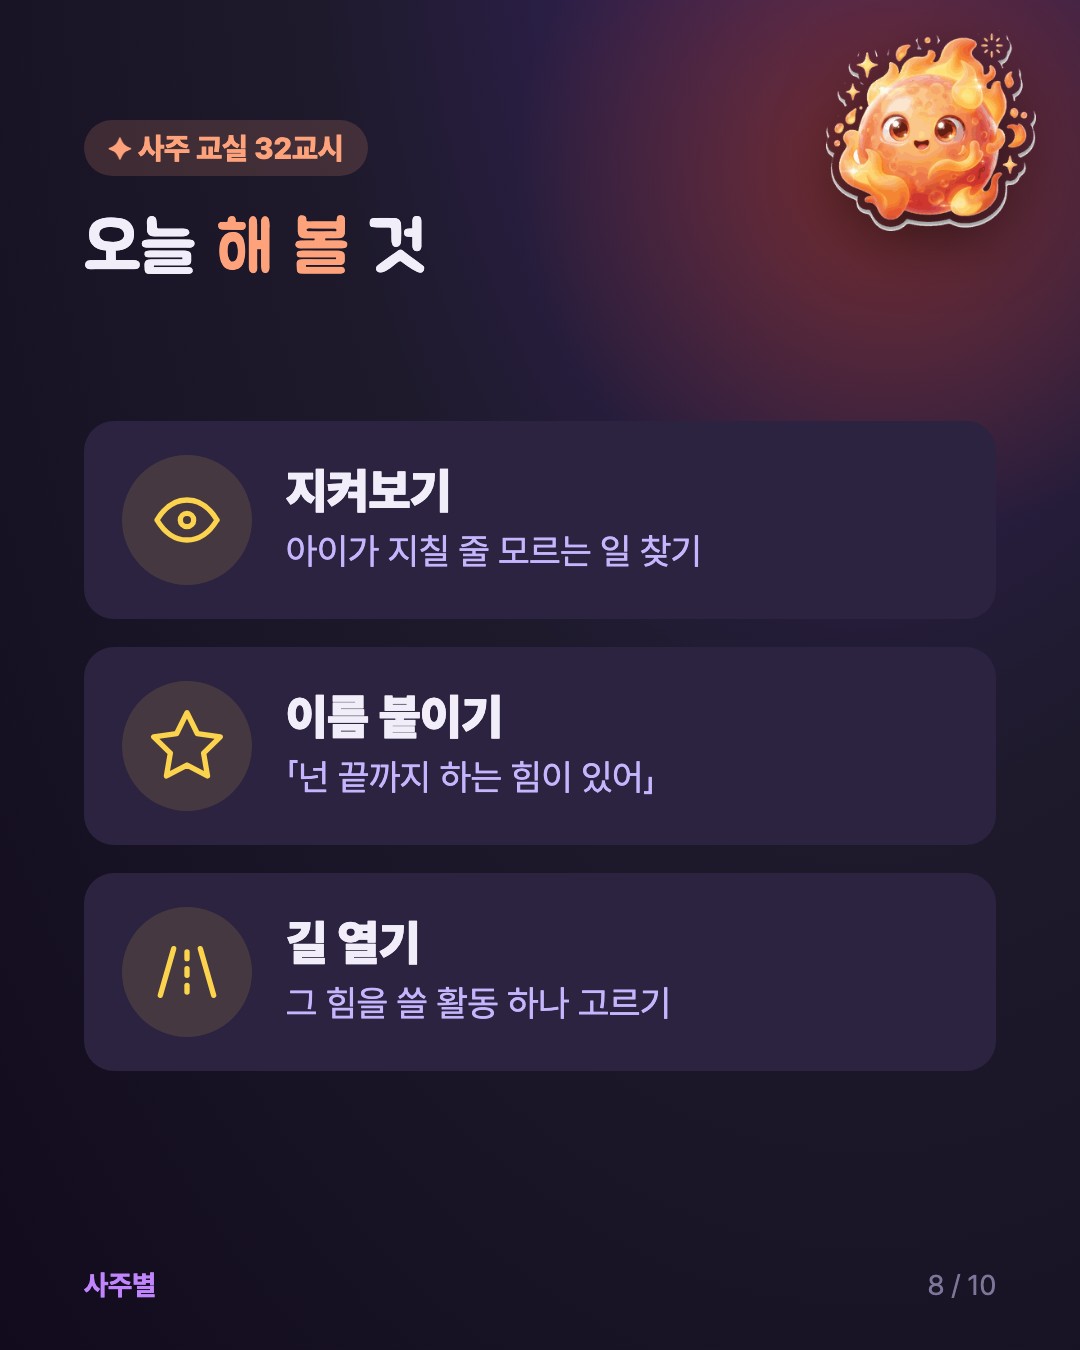 사주 교실 32교시
오늘 해 볼 것
지켜보기
아이가 지칠 줄 모르는 일 찾기
이름 붙이기
「넌 끝까지 하는 힘이 있어」
길 열기
그 힘을 쓸 활동 하나 고르기
사주별
8 / 10